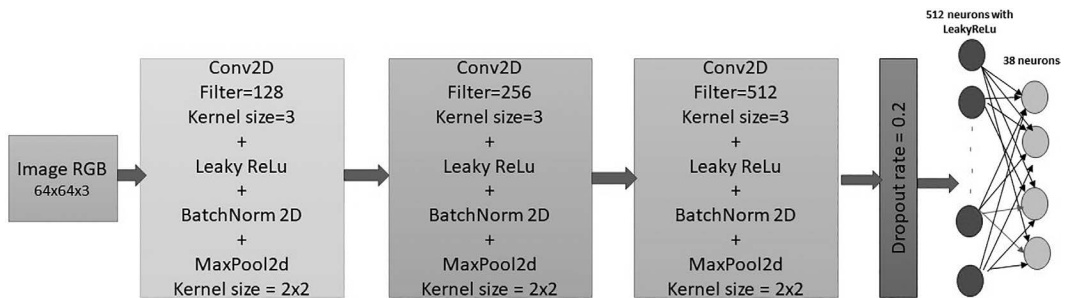 Image RGB
64x64x3
Conv2D
Filter=128
Kernel size=3
+
Leaky ReLu
+
BatchNorm 2D
+
MaxPool2d
Kernel size = 2x2
Conv2D
Filter=256
Kernel size=3
+
Leaky ReLu
+
BatchNorm 2D
+
MaxPool2d
Kernel size = 2x2
Conv2D
Filter=512
Kernel size=3
+
Leaky ReLu
+
BatchNorm 2D
+
MaxPool2d
Kernel size = 2x2
Dropout rate = 0.2
512 neurons with
LeakyReLu
38 neurons